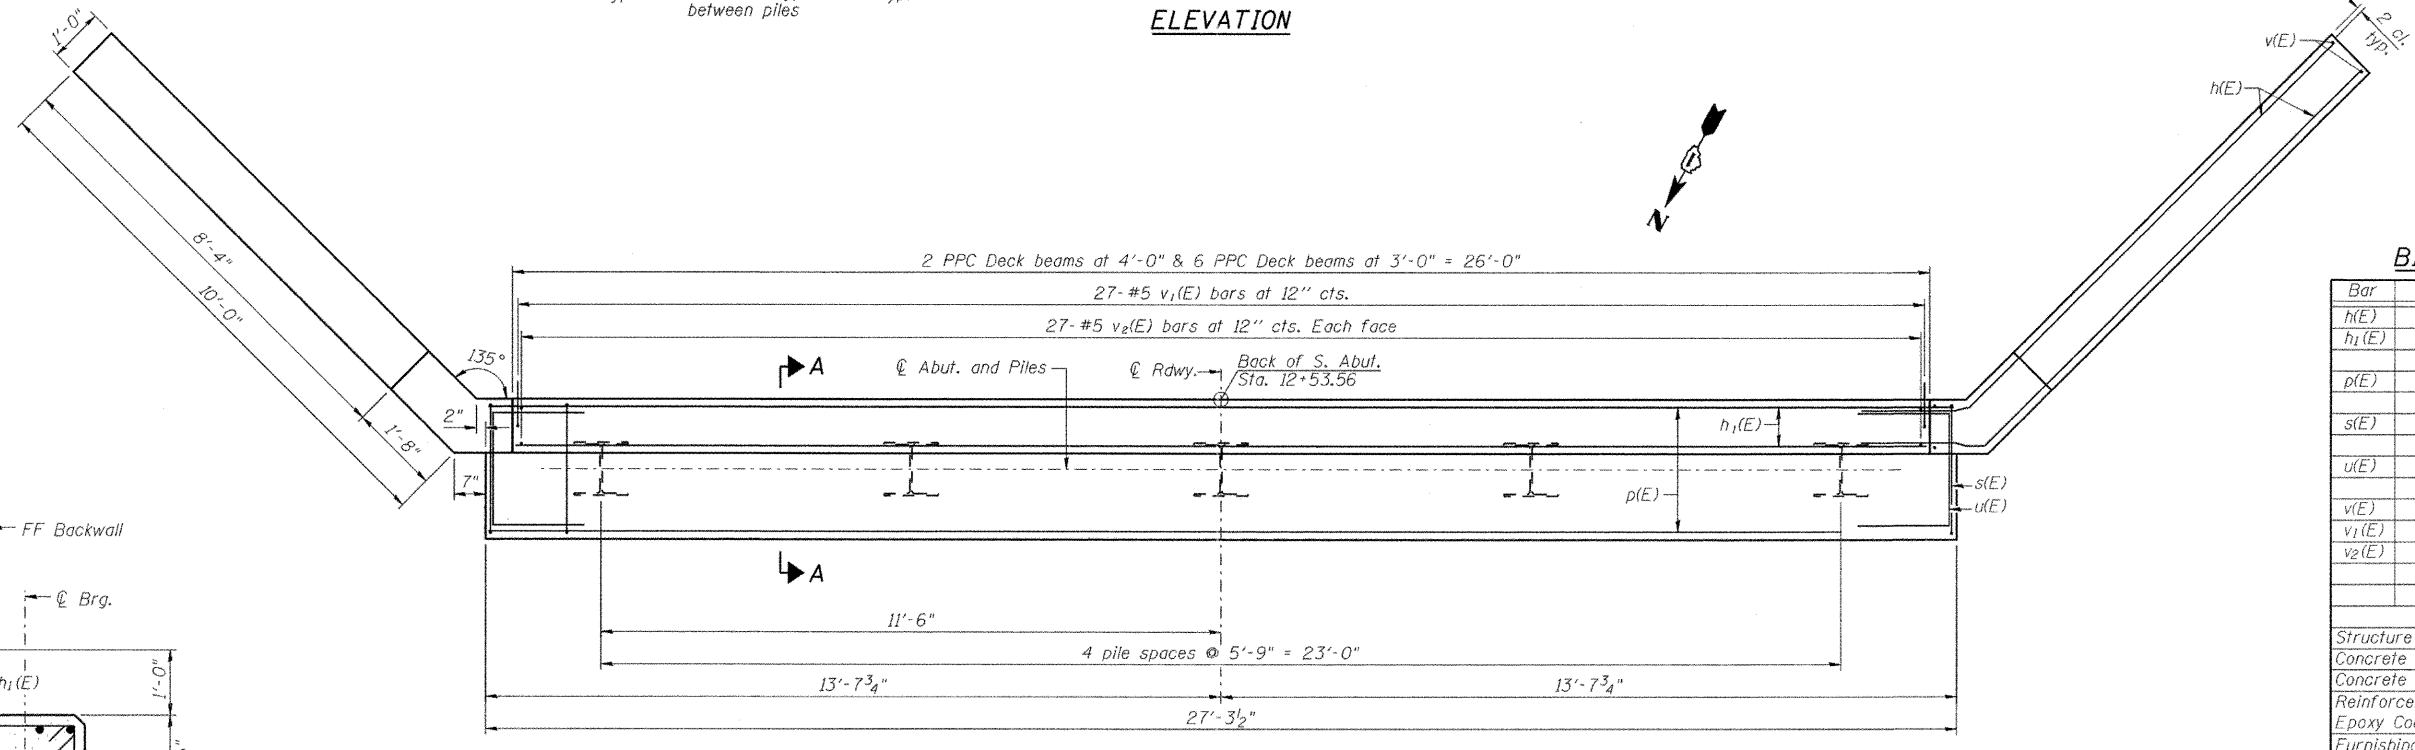 between piles
ELEVATION
1'-0"
2 cl.
typ.
v(E)
h(E)
N
8'-4"
10'-0"
1'-8"
135°
2"
7"
2 PPC Deck beams at 4'-0" & 6 PPC Deck beams at 3'-0" = 26'-0"
27-#5 v₁(E) bars at 12" cts.
27-#5 v₂(E) bars at 12" cts. Each face
A
℄ Abut. and Piles
℄ Rdwy.
Back of S. Abut.
Sta. 12+53.56
h₁(E)
p(E)
s(E)
u(E)
A
11'-6"
4 pile spaces @ 5'-9" = 23'-0"
13'-7¾"
13'-7¾"
27'-3½"
FF Backwall
℄ Brg.
h₁(E)
1'-0"
Bar
h(E)
h₁(E)
p(E)
s(E)
u(E)
v(E)
v₁(E)
v₂(E)
Structure
Concrete
Concrete
Reinforce
Epoxy Co
Furnishing